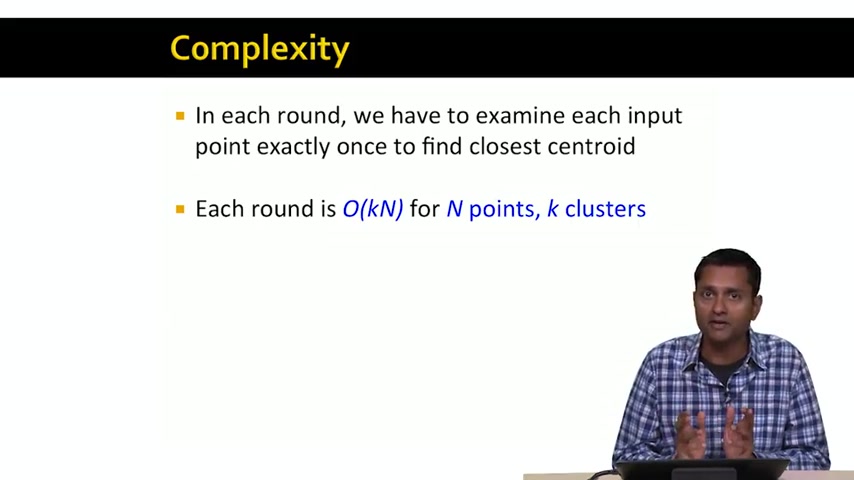 Complexity
In each round, we have to examine each input
point exactly once to find closest centroid
Each round is O(kN) for N points, k clusters